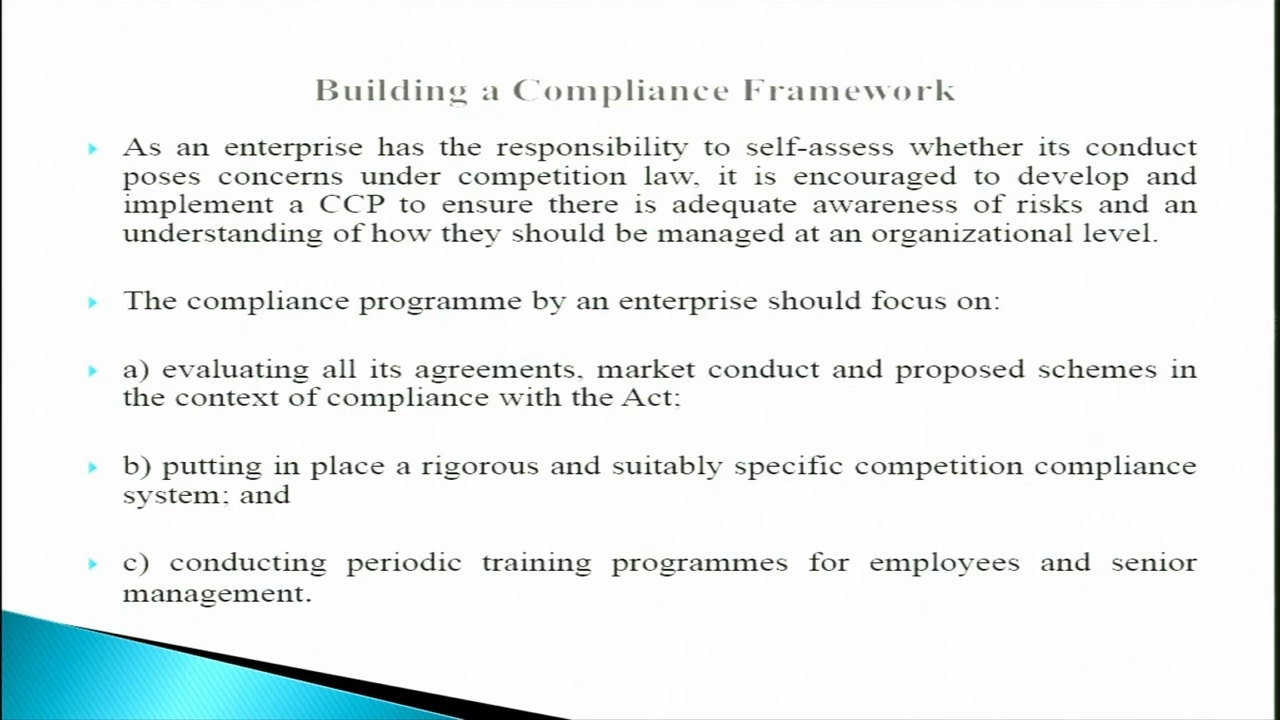 Building a Compliance Framework
As an enterprise has the responsibility to self-assess whether its conduct
poses concerns under competition law, it is encouraged to develop and
implement a CCP to ensure there is adequate awareness of risks and an
understanding of how they should be managed at an organizational level.
The compliance programme by an enterprise should focus on:
a) evaluating all its agreements, market conduct and proposed schemes in
the context of compliance with the Act;
b) putting in place a rigorous and suitably specific competition compliance
system; and
c) conducting periodic training programmes for employees and senior
management.